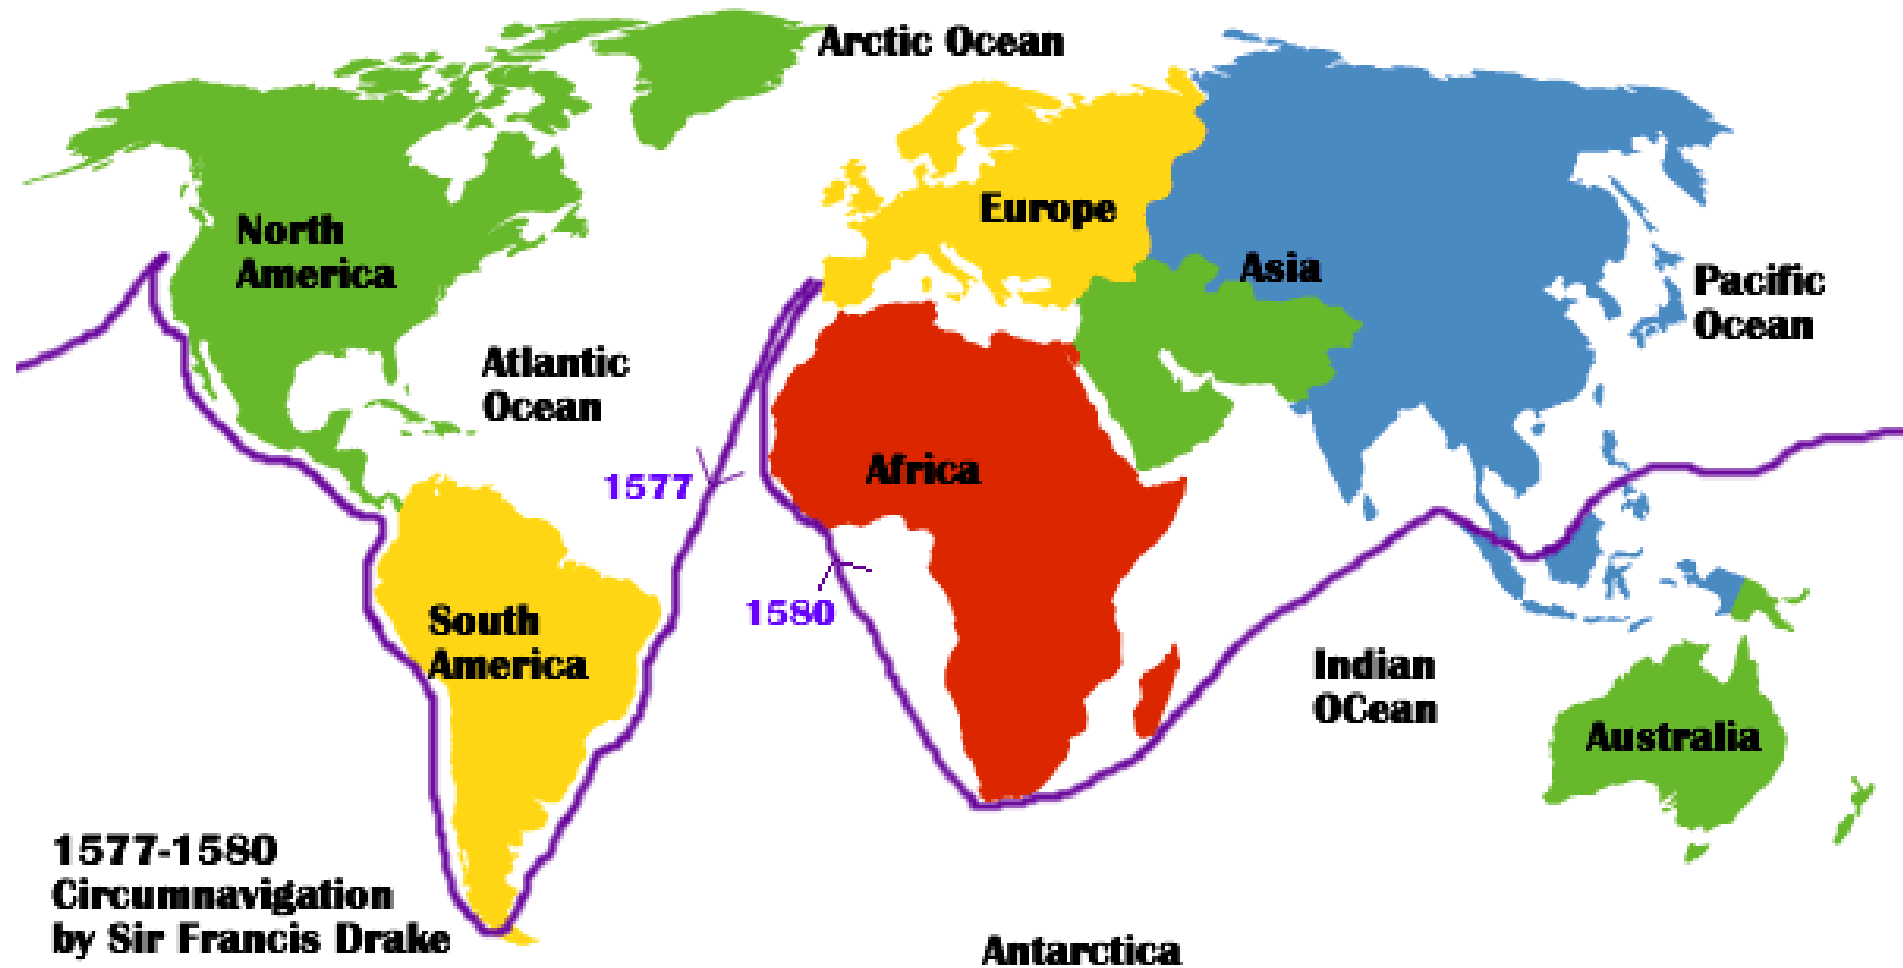 Arctic Ocean
North
America
Europe
Asia
Pacific
Ocean
Atlantic
Ocean
1577
Africa
1580
South
America
Indian
OCean
Australia
1577-1580
Circumnavigation
by Sir Francis Drake
Antarctica